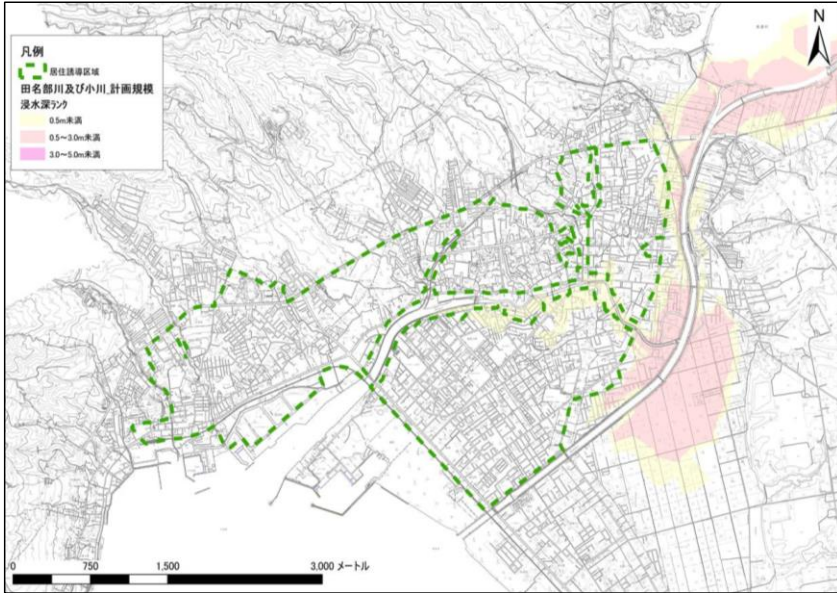 N
凡例
居住誘導区域
田名部川及び小川_計画規模
浸水深ランク
0.5m未満
0.5～3.0m未満
3.0～5.0m未満
0 750 1,500 3,000 メートル